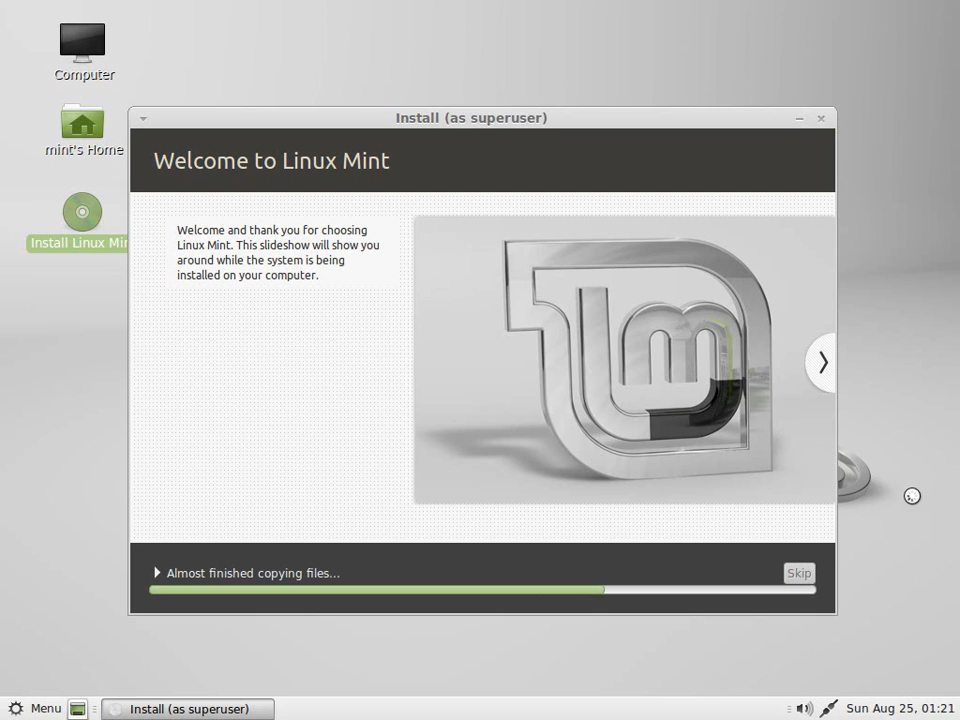 Computer
mint's Home
Install Linux Min
Install (as superuser)
Welcome to Linux Mint
Welcome and thank you for choosing
Linux Mint. This slideshow will show you
around while the system is being
installed on your computer.
Almost finished copying files...
Skip
Menu
Install (as superuser)
Sun Aug 25, 01:21